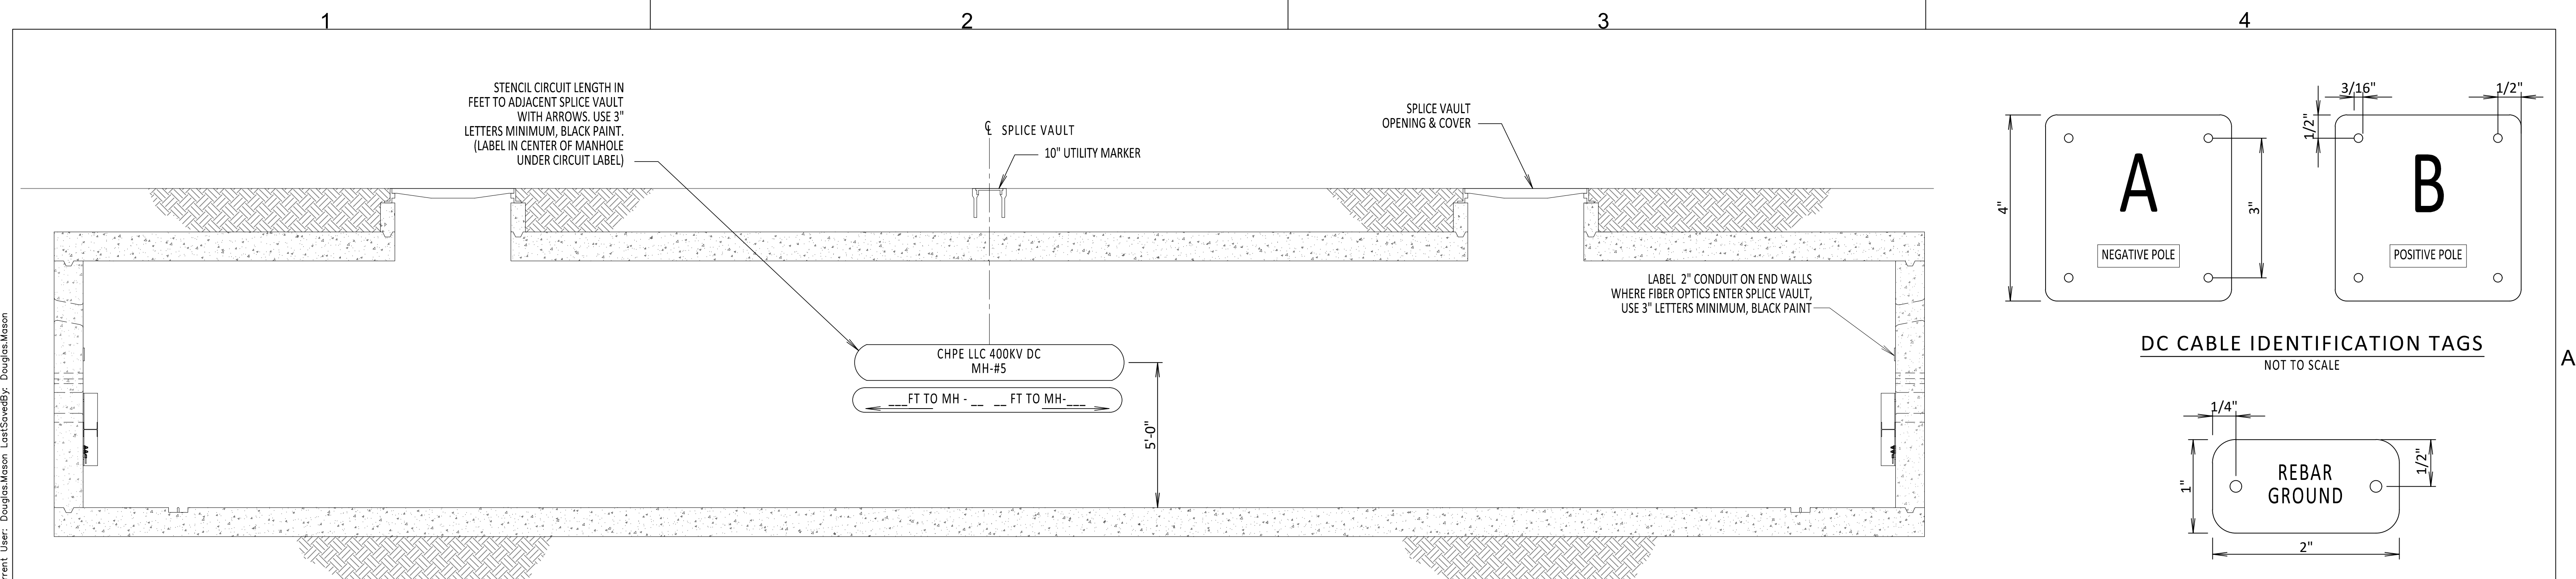 1
2
3
4
STENCIL CIRCUIT LENGTH IN
FEET TO ADJACENT SPLICE VAULT
WITH ARROWS. USE 3"
LETTERS MINIMUM, BLACK PAINT.
(LABEL IN CENTER OF MANHOLE
UNDER CIRCUIT LABEL)
℄ SPLICE VAULT
10" UTILITY MARKER
SPLICE VAULT
OPENING & COVER
LABEL 2" CONDUIT ON END WALLS
WHERE FIBER OPTICS ENTER SPLICE VAULT,
USE 3" LETTERS MINIMUM, BLACK PAINT
CHPE LLC 400KV DC
MH-#5
___FT TO MH - __ __ FT TO MH-___
5'-0"
4"
A
NEGATIVE POLE
3"
3/16"
1/2"
1/2"
B
POSITIVE POLE
DC CABLE IDENTIFICATION TAGS
NOT TO SCALE
1/4"
1"
REBAR
GROUND
1/2"
2"
A
rrent User: Douglas.Mason LastSavedBy: Douglas.Mason